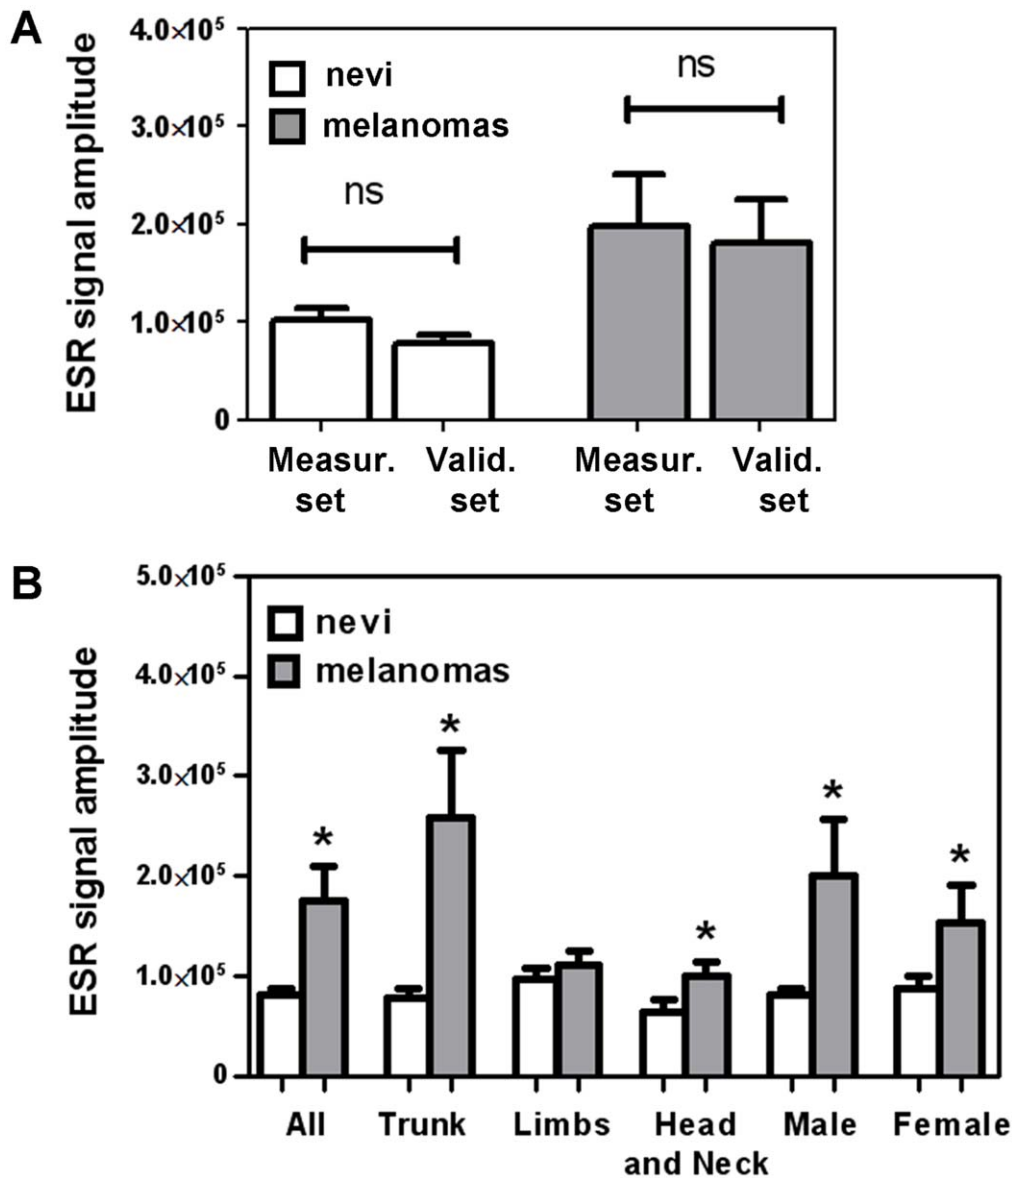 A
ESR signal amplitude
4.0×10⁵
3.0×10⁵
2.0×10⁵
1.0×10⁵
0
nevi
melanomas
ns
ns
Measur. Valid. Measur. Valid.
set set set set
B
ESR signal amplitude
5.0×10⁵
4.0×10⁵
3.0×10⁵
2.0×10⁵
1.0×10⁵
0
nevi
melanomas
*
*
*
*
*
All Trunk Limbs Head Male Female
and Neck